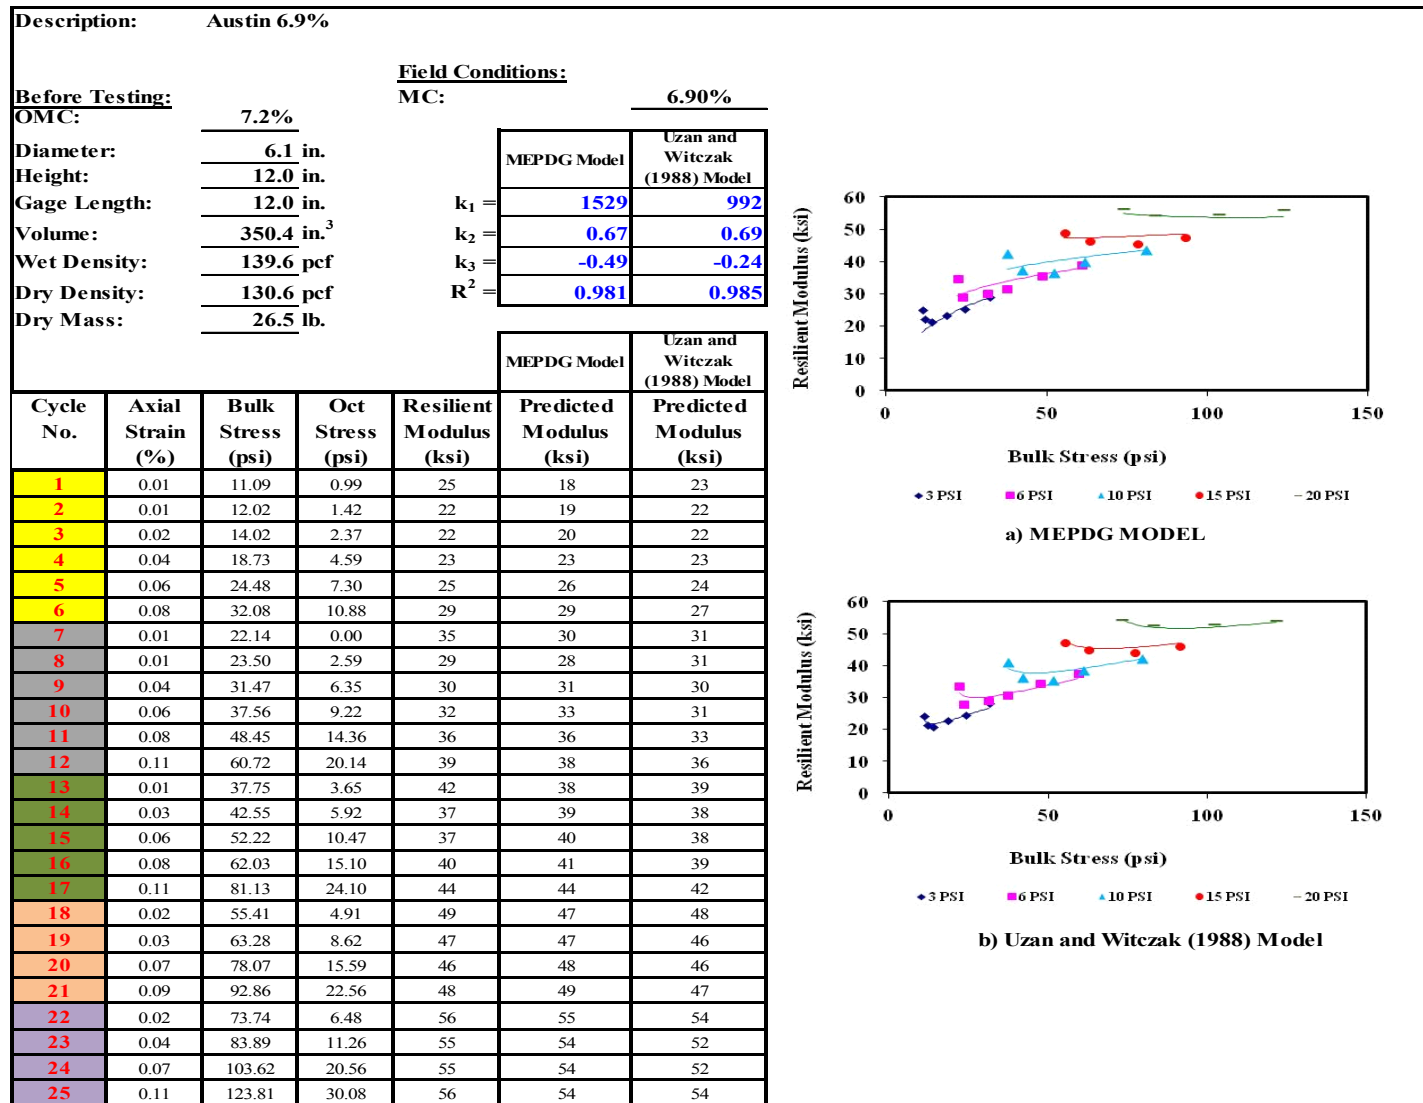 Description: Austin 6.9%
Field Conditions:
Before Testing: MC: 6.90%
OMC: 7.2%
Diameter: 6.1 in.
Height: 12.0 in.
Gage Length: 12.0 in.
Volume: 350.4 in.3
Wet Density: 139.6 pcf
Dry Density: 130.6 pcf
Dry Mass: 26.5 lb.
MEPDG Model
Uzan and
Witczak
(1988) Model
k1 = 1529 992
k2 = 0.67 0.69
k3 = -0.49 -0.24
R2 = 0.981 0.985
MEPDG Model
Uzan and
Witczak
(1988) Model
Cycle Axial Bulk Oct Resilient Predicted Predicted
No. Strain Stress Stress Modulus Modulus Modulus
(%) (psi) (psi) (ksi) (ksi) (ksi)
1 0.01 11.09 0.99 25 18 23
2 0.01 12.02 1.42 22 19 22
3 0.02 14.02 2.37 22 20 22
4 0.04 18.73 4.59 23 23 23
5 0.06 24.48 7.30 25 26 24
6 0.08 32.08 10.88 29 29 27
7 0.01 22.14 0.00 35 30 31
8 0.01 23.50 2.59 29 28 31
9 0.04 31.47 6.35 30 31 30
10 0.06 37.56 9.22 32 33 31
11 0.08 48.45 14.36 36 36 33
12 0.11 60.72 20.14 39 38 36
13 0.01 37.75 3.65 42 38 39
14 0.03 42.55 5.92 37 39 38
15 0.06 52.22 10.47 37 40 38
16 0.08 62.03 15.10 40 41 39
17 0.11 81.13 24.10 44 44 42
18 0.02 55.41 4.91 49 47 48
19 0.03 63.28 8.62 47 47 46
20 0.07 78.07 15.59 46 48 46
21 0.09 92.86 22.56 48 49 47
22 0.02 73.74 6.48 56 55 54
23 0.04 83.89 11.26 55 54 52
24 0.07 103.62 20.56 55 54 52
25 0.11 123.81 30.08 56 54 54
Resilient Modulus (ksi)
60
50
40
30
20
10
0
0 50 100 150
Bulk Stress (psi)
3 PSI 6 PSI 10 PSI 15 PSI 20 PSI
a) MEPDG MODEL
Resilient Modulus (ksi)
60
50
40
30
20
10
0
0 50 100 150
Bulk Stress (psi)
3 PSI 6 PSI 10 PSI 15 PSI 20 PSI
b) Uzan and Witczak (1988) Model